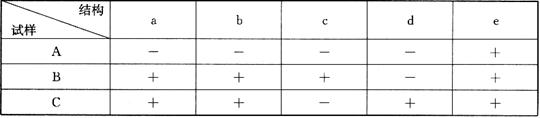 结构
试样 a b c d e
A － － － － ＋
B ＋ ＋ ＋ － ＋
C ＋ ＋ － ＋ ＋